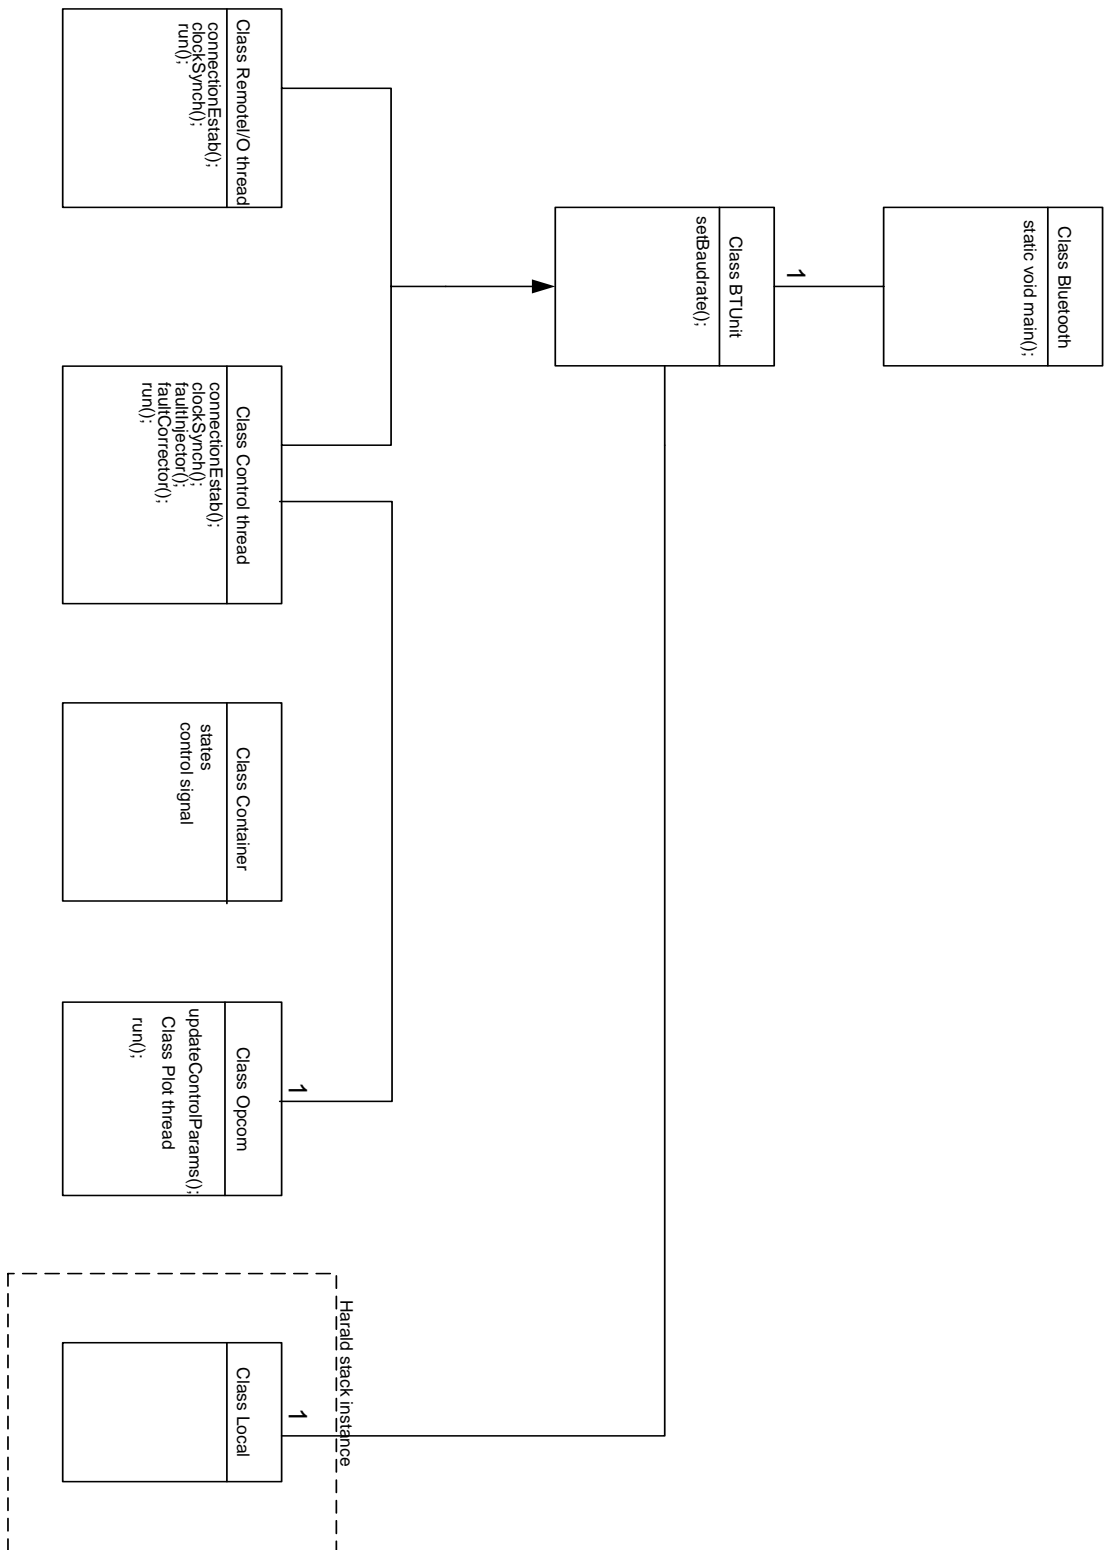 Class Bluetooth
static void main();
1
Class BTUnit
setBaudrate();
Class RemoteI/O thread
connectionEstab();
clockSynch();
run();
Class Control thread
connectionEstab();
clockSynch();
faultInjector();
faultCorrector();
run();
Class Container
states
control signal
1
Class Opcom
updateControlParams();
Class Plot thread
run();
Harald stack instance
1
Class Local